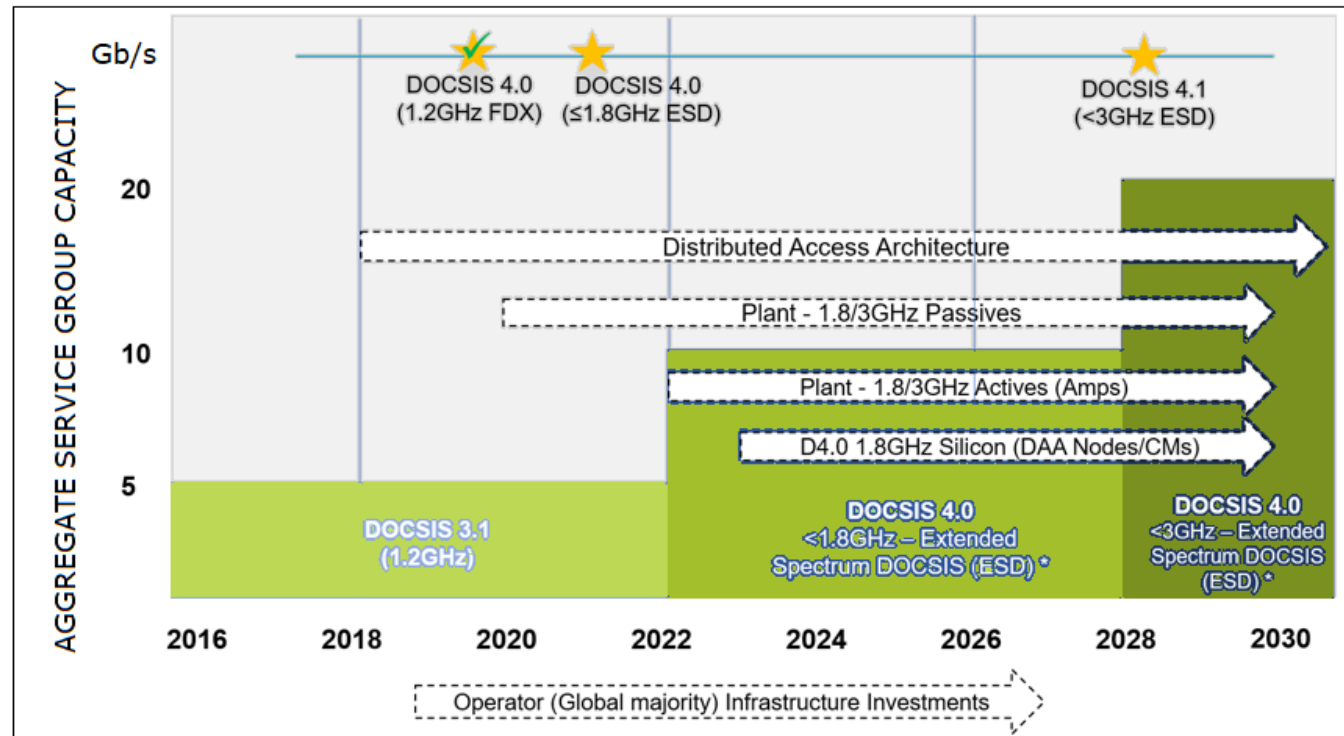 Gb/s
AGGREGATE SERVICE GROUP CAPACITY
DOCSIS 4.0
(1.2GHz FDX)
DOCSIS 4.0
(≤1.8GHz ESD)
DOCSIS 4.1
(<3GHz ESD)
20
Distributed Access Architecture
Plant - 1.8/3GHz Passives
10
Plant - 1.8/3GHz Actives (Amps)
D4.0 1.8GHz Silicon (DAA Nodes/CMs)
5
DOCSIS 3.1
(1.2GHz)
DOCSIS 4.0
<1.8GHz – Extended
Spectrum DOCSIS (ESD) *
DOCSIS 4.0
<3GHz – Extended
Spectrum DOCSIS
(ESD) *
2016 2018 2020 2022 2024 2026 2028 2030
Operator (Global majority) Infrastructure Investments